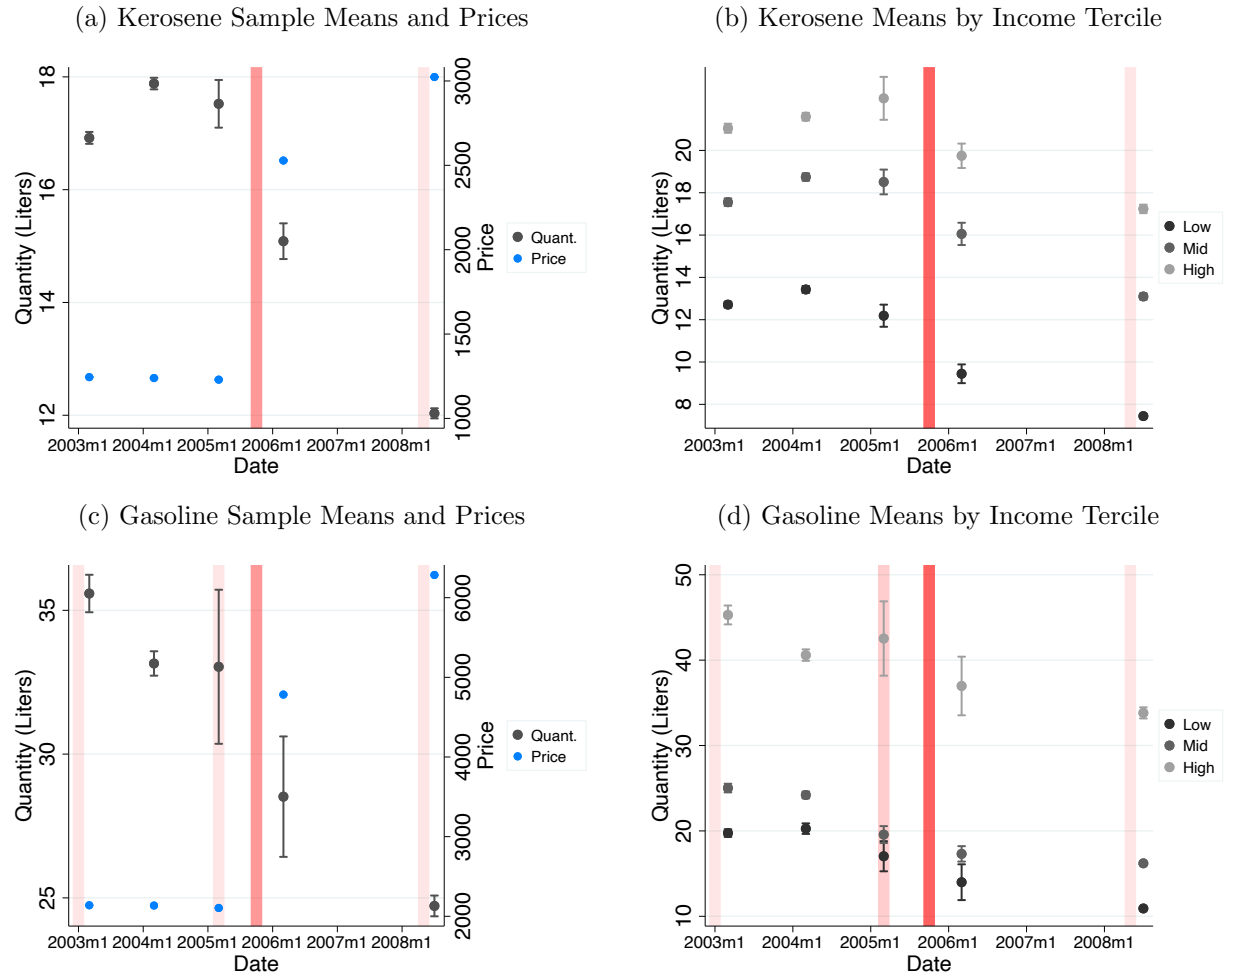 (a) Kerosene Sample Means and Prices
18
16
14
12
Quantity (Liters)
3000
2500
2000
1500
1000
Price
Quant.
Price
2003m1 2004m1 2005m1 2006m1 2007m1 2008m1
Date
(b) Kerosene Means by Income Tercile
20
18
16
14
12
10
8
Quantity (Liters)
Low
Mid
High
2003m1 2004m1 2005m1 2006m1 2007m1 2008m1
Date
(c) Gasoline Sample Means and Prices
35
30
25
Quantity (Liters)
6000
5000
4000
3000
2000
Price
Quant.
Price
2003m1 2004m1 2005m1 2006m1 2007m1 2008m1
Date
(d) Gasoline Means by Income Tercile
50
40
30
20
10
Quantity (Liters)
Low
Mid
High
2003m1 2004m1 2005m1 2006m1 2007m1 2008m1
Date